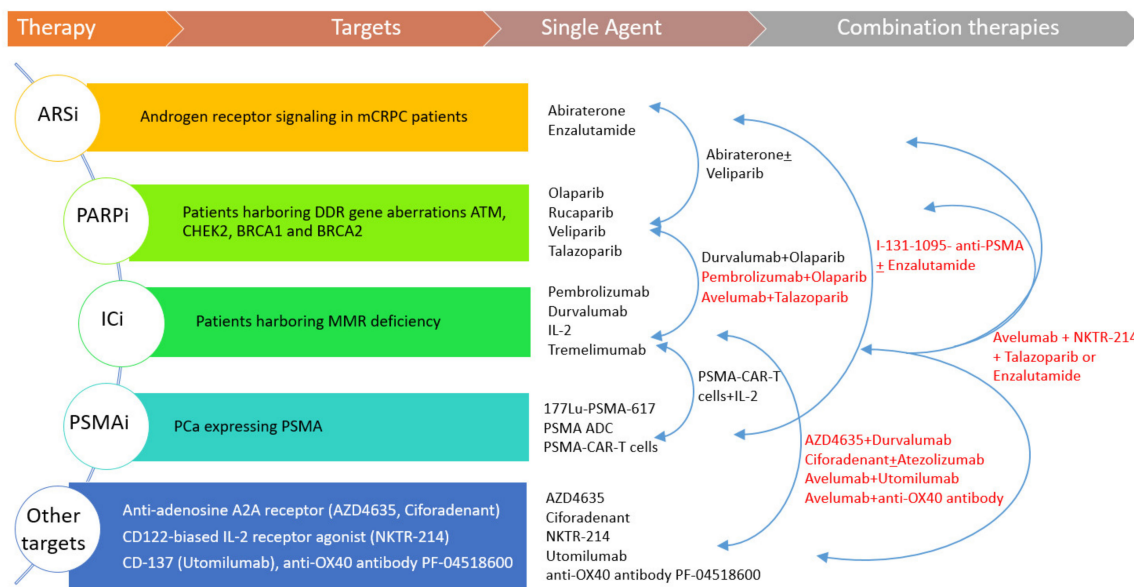 Therapy
Targets
Single Agent
Combination therapies
ARSi
Androgen receptor signaling in mCRPC patients
Abiraterone
Enzalutamide
Abiraterone±
Veliparib
PARPi
Patients harboring DDR gene aberrations ATM,
CHEK2, BRCA1 and BRCA2
Olaparib
Rucaparib
Veliparib
Talazoparib
Durvalumab+Olaparib
Pembrolizumab+Olaparib
Avelumab+Talazoparib
I-131-1095- anti-PSMA
± Enzalutamide
ICi
Patients harboring MMR deficiency
Pembrolizumab
Durvalumab
IL-2
Tremelimumab
Avelumab + NKTR-214
+ Talazoparib or
Enzalutamide
PSMA-CAR-T
cells+IL-2
PSMAi
PCa expressing PSMA
177Lu-PSMA-617
PSMA ADC
PSMA-CAR-T cells
AZD4635+Durvalumab
Ciforadenant±Atezolizumab
Avelumab+Utomilumab
Avelumab+anti-OX40 antibody
Other
targets
Anti-adenosine A2A receptor (AZD4635, Ciforadenant)
CD122-biased IL-2 receptor agonist (NKTR-214)
CD-137 (Utomilumab), anti-OX40 antibody PF-04518600
AZD4635
Ciforadenant
NKTR-214
Utomilumab
anti-OX40 antibody PF-04518600